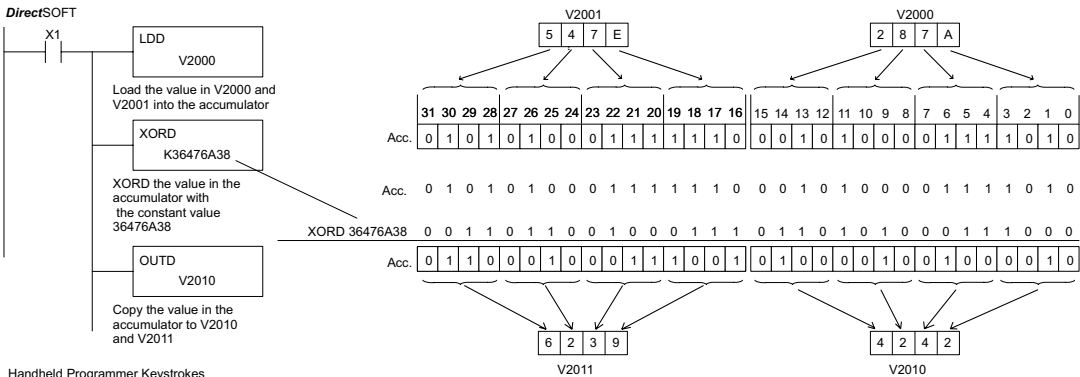 DirectSOFT
X1
LDD
V2000
Load the value in V2000 and
V2001 into the accumulator
XORD
K36476A38
XORD the value in the
accumulator with
the constant value
36476A38
OUTD
V2010
Copy the value in the
accumulator to V2010
and V2011
Handheld Programmer Keystrokes
V2001 V2000
5 4 7 E 2 8 7 A
31 30 29 28 27 26 25 24 23 22 21 20 19 18 17 16 15 14 13 12 11 10 9 8 7 6 5 4 3 2 1 0
Acc. 0 1 0 1 0 1 0 0 0 1 1 1 1 1 1 0 0 0 1 0 1 0 0 0 0 1 1 1 1 0 1 0
Acc. 0 1 0 1 0 1 0 0 0 1 1 1 1 1 1 0 0 0 1 0 1 0 0 0 0 1 1 1 1 0 1 0
XORD 36476A38 0 0 1 1 0 1 1 0 0 1 0 0 0 1 1 1 0 1 1 0 1 0 1 0 0 0 1 1 1 0 0 0
Acc. 0 1 1 0 0 0 1 0 0 0 1 1 1 0 0 1 0 1 0 0 0 0 1 0 0 1 0 0 0 0 1 0
6 2 3 9 4 2 4 2
V2011 V2010